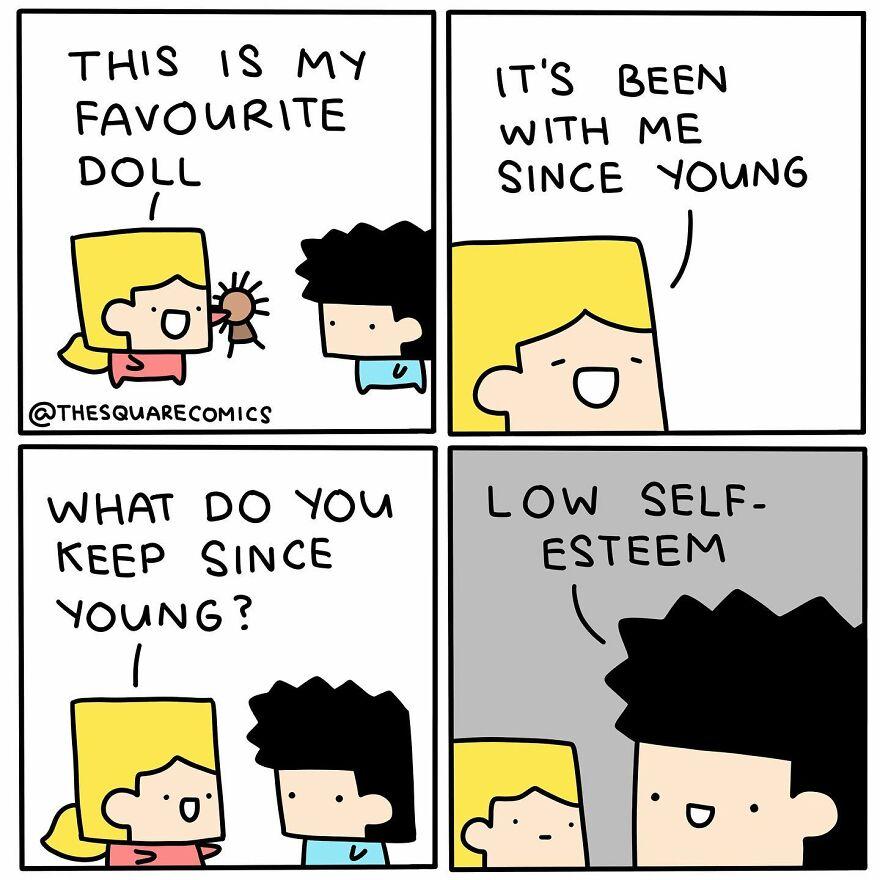 THIS IS MY
FAVOURITE
DOLL
@THESQUARECOMICS
IT'S BEEN
WITH ME
SINCE YOUNG
WHAT DO YOU
KEEP SINCE
YOUNG?
LOW SELF-
ESTEEM